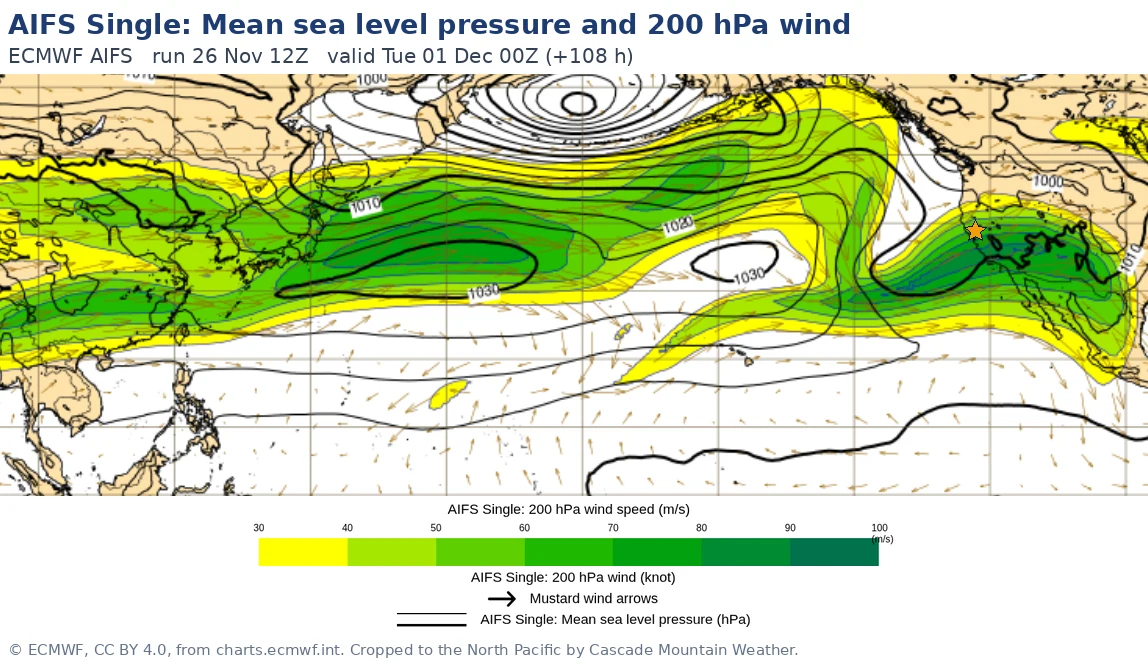 AIFS Single: Mean sea level pressure and 200 hPa wind
ECMWF AIFS run 26 Nov 12Z valid Tue 01 Dec 00Z (+108 h)
1000
1010
1020
1030
1030
1000
1010
AIFS Single: 200 hPa wind speed (m/s)
30 40 50 60 70 80 90 100
(m/s)
AIFS Single: 200 hPa wind (knot)
Mustard wind arrows
AIFS Single: Mean sea level pressure (hPa)
© ECMWF, CC BY 4.0, from charts.ecmwf.int. Cropped to the North Pacific by Cascade Mountain Weather.